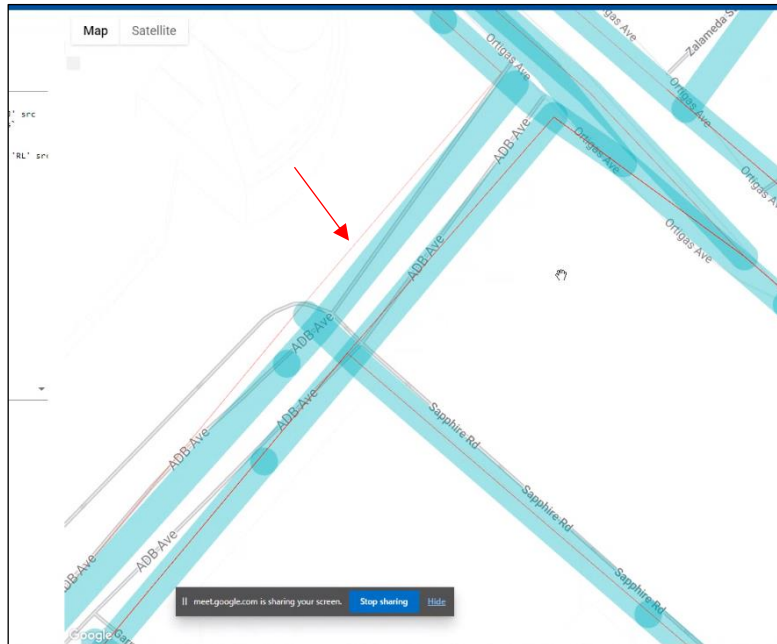 Map Satellite
' src
'RL' src
Ortigas Ave
Ortigas Ave
Zalameda S
Ortigas Ave
ADB Ave
Ortigas Ave
Ortigas Ave
Ortigas Ave
ADB Ave
ADB Ave
ADB Ave
Sapphire Rd
ADB Ave
ADB Ave
Sapphire Rd
ADB Ave
ADB Ave
Sapphire Rd
|| meet.google.com is sharing your screen. Stop sharing Hide
Google